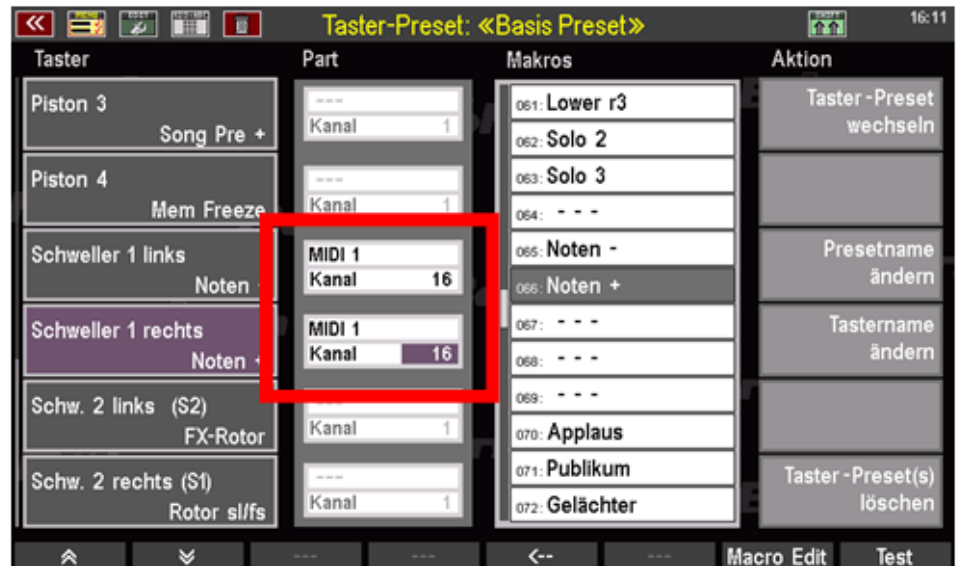 Taster-Preset: «Basis Preset»
16:11
Taster
Part
Makros
Aktion
Piston 3
Song Pre +
---
Kanal 1
Piston 4
Mem Freeze
---
Kanal 1
Schweller 1 links
Noten
MIDI 1
Kanal 16
Schweller 1 rechts
Noten +
MIDI 1
Kanal 16
Schw. 2 links (S2)
FX-Rotor
Kanal 1
Schw. 2 rechts (S1)
Rotor sl/fs
---
Kanal 1
061: Lower r3
062: Solo 2
063: Solo 3
064: - - -
065: Noten -
066: Noten +
067: - - -
068: - - -
069: - - -
070: Applaus
071: Publikum
072: Gelächter
Taster-Preset
wechseln
Presetname
ändern
Tastername
ändern
Taster-Preset(s)
löschen
--- --- <-- --- Macro Edit Test